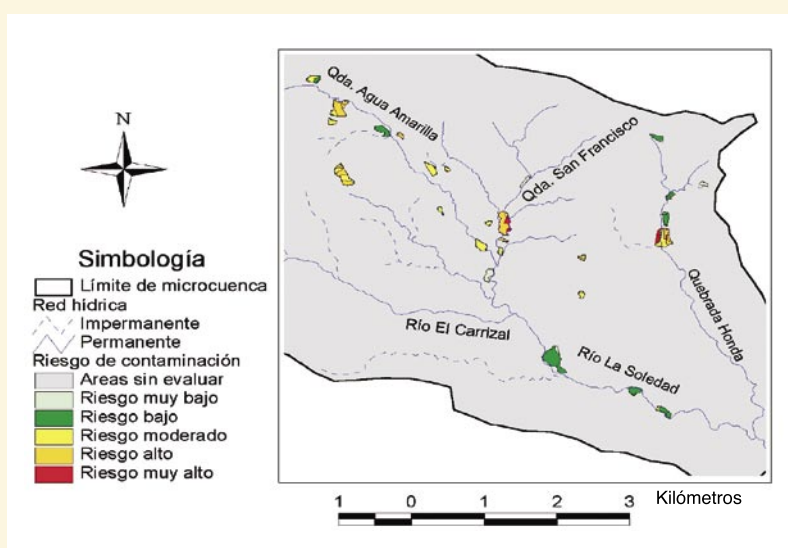 N
Simbología
Límite de microcuenca
Red hídrica
Impermanente
Permanente
Riesgo de contaminación
Areas sin evaluar
Riesgo muy bajo
Riesgo bajo
Riesgo moderado
Riesgo alto
Riesgo muy alto
Qda. Agua Amarilla
Qda. San Francisco
Quebrada Honda
Río El Carrizal
Río La Soledad
1 0 1 2 3 Kilómetros